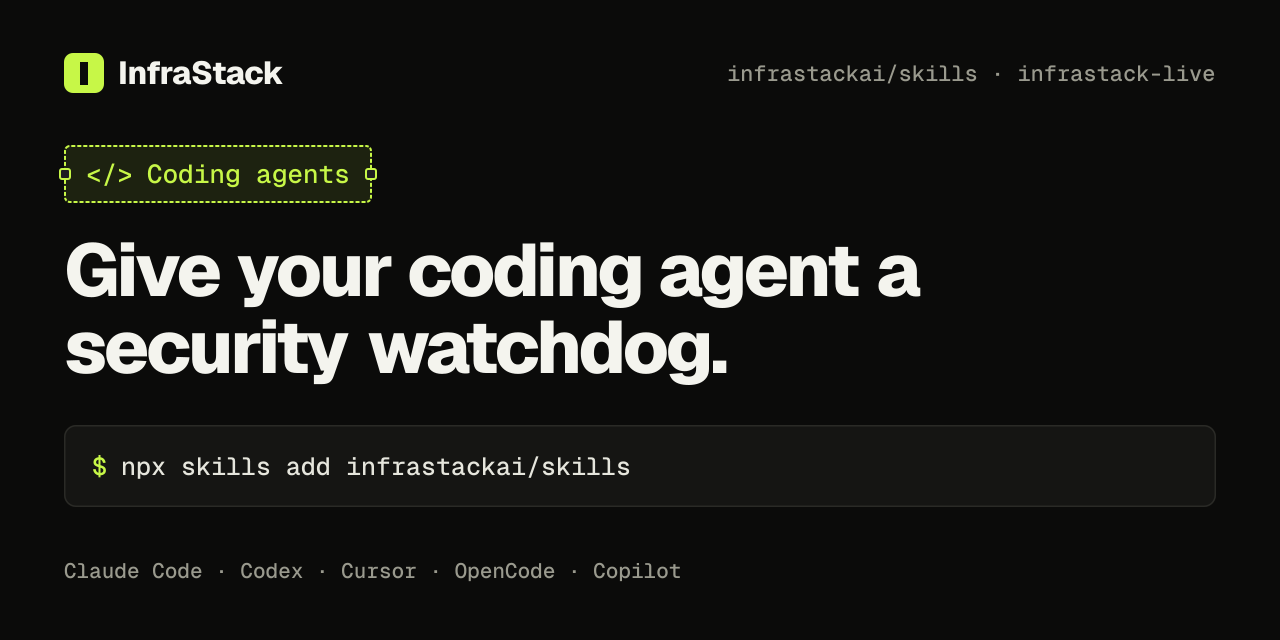 InfraStack
infrastackai/skills · infrastack-live
</> Coding agents
Give your coding agent a
security watchdog.
$ npx skills add infrastackai/skills
Claude Code · Codex · Cursor · OpenCode · Copilot